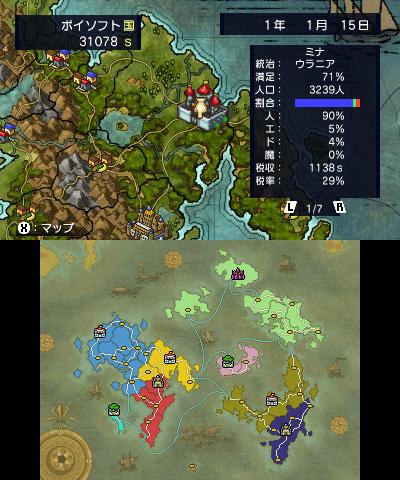 ボイソフト国
31078 s
1年 1月 15日
ミナ
統治： ウラニア
満足： 71%
人口： 3239人
割合：
人： 90%
エ： 5%
ド： 4%
魔： 0%
税収： 1138s
税率： 29%
L 1/7 R
X：マップ